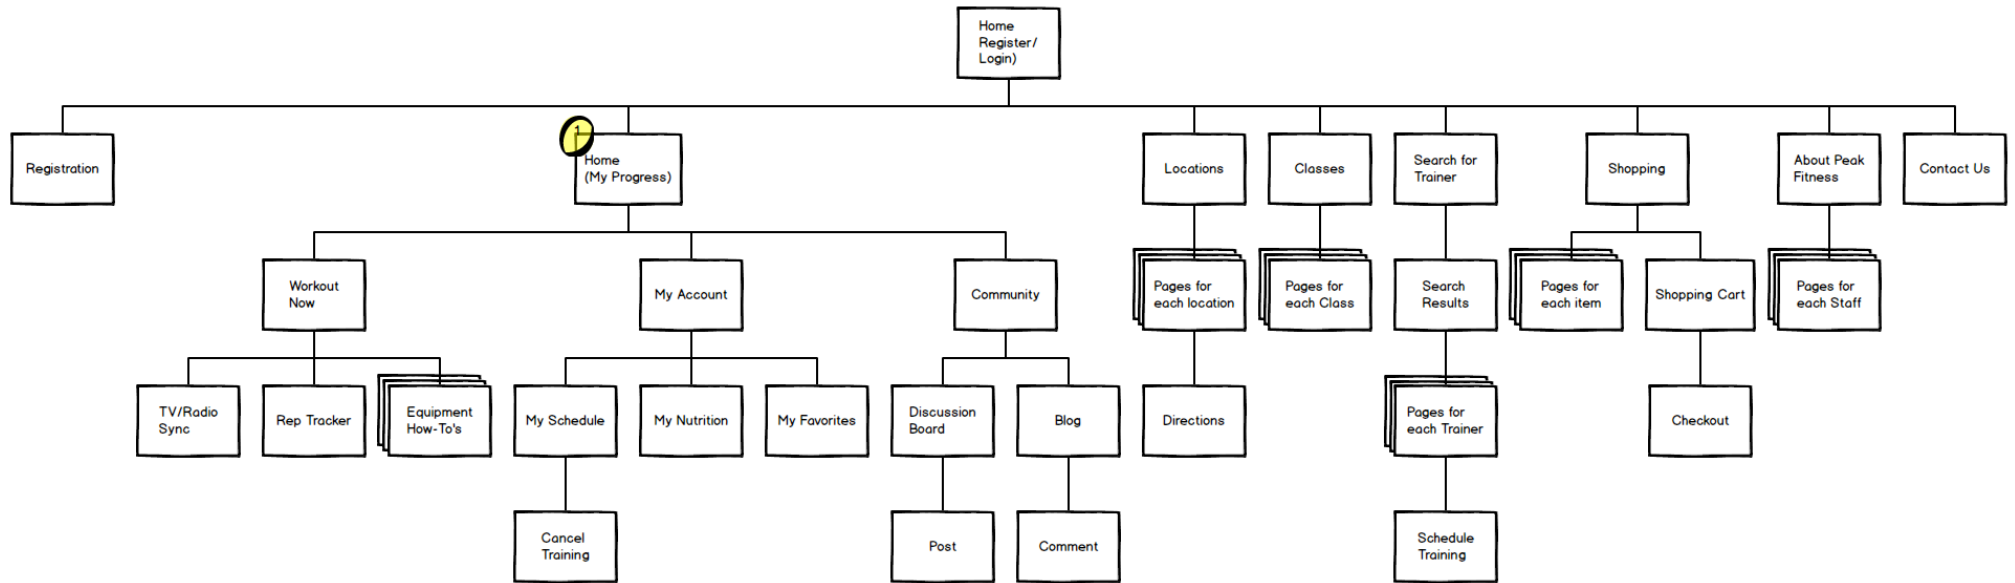 Home
Register/
Login)
Registration
1
Home
(My Progress)
Locations
Classes
Search for
Trainer
Shopping
About Peak
Fitness
Contact Us
Workout
Now
My Account
Community
Pages for
each location
Pages for
each Class
Search
Results
Pages for
each item
Shopping Cart
Pages for
each Staff
TV/Radio
Sync
Rep Tracker
Equipment
How-To's
My Schedule
My Nutrition
My Favorites
Discussion
Board
Blog
Directions
Pages for
each Trainer
Checkout
Cancel
Training
Post
Comment
Schedule
Training